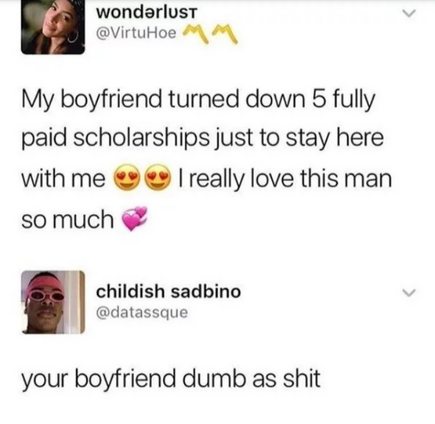 wondərlusт
@VirtuHoe
My boyfriend turned down 5 fully
paid scholarships just to stay here
with me 😍😍 I really love this man
so much 💞
childish sadbino
@datassque
your boyfriend dumb as shit